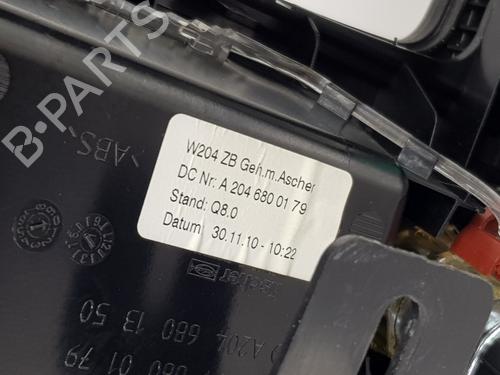 B-PARTS
>ABS<
W204 ZB Geh.m.Ascher
DC Nr: A 204 680 01 79
Stand: Q8.0
Datum: 30.11.10 - 10:22
fischer
A204 680 13 50
680 01 79